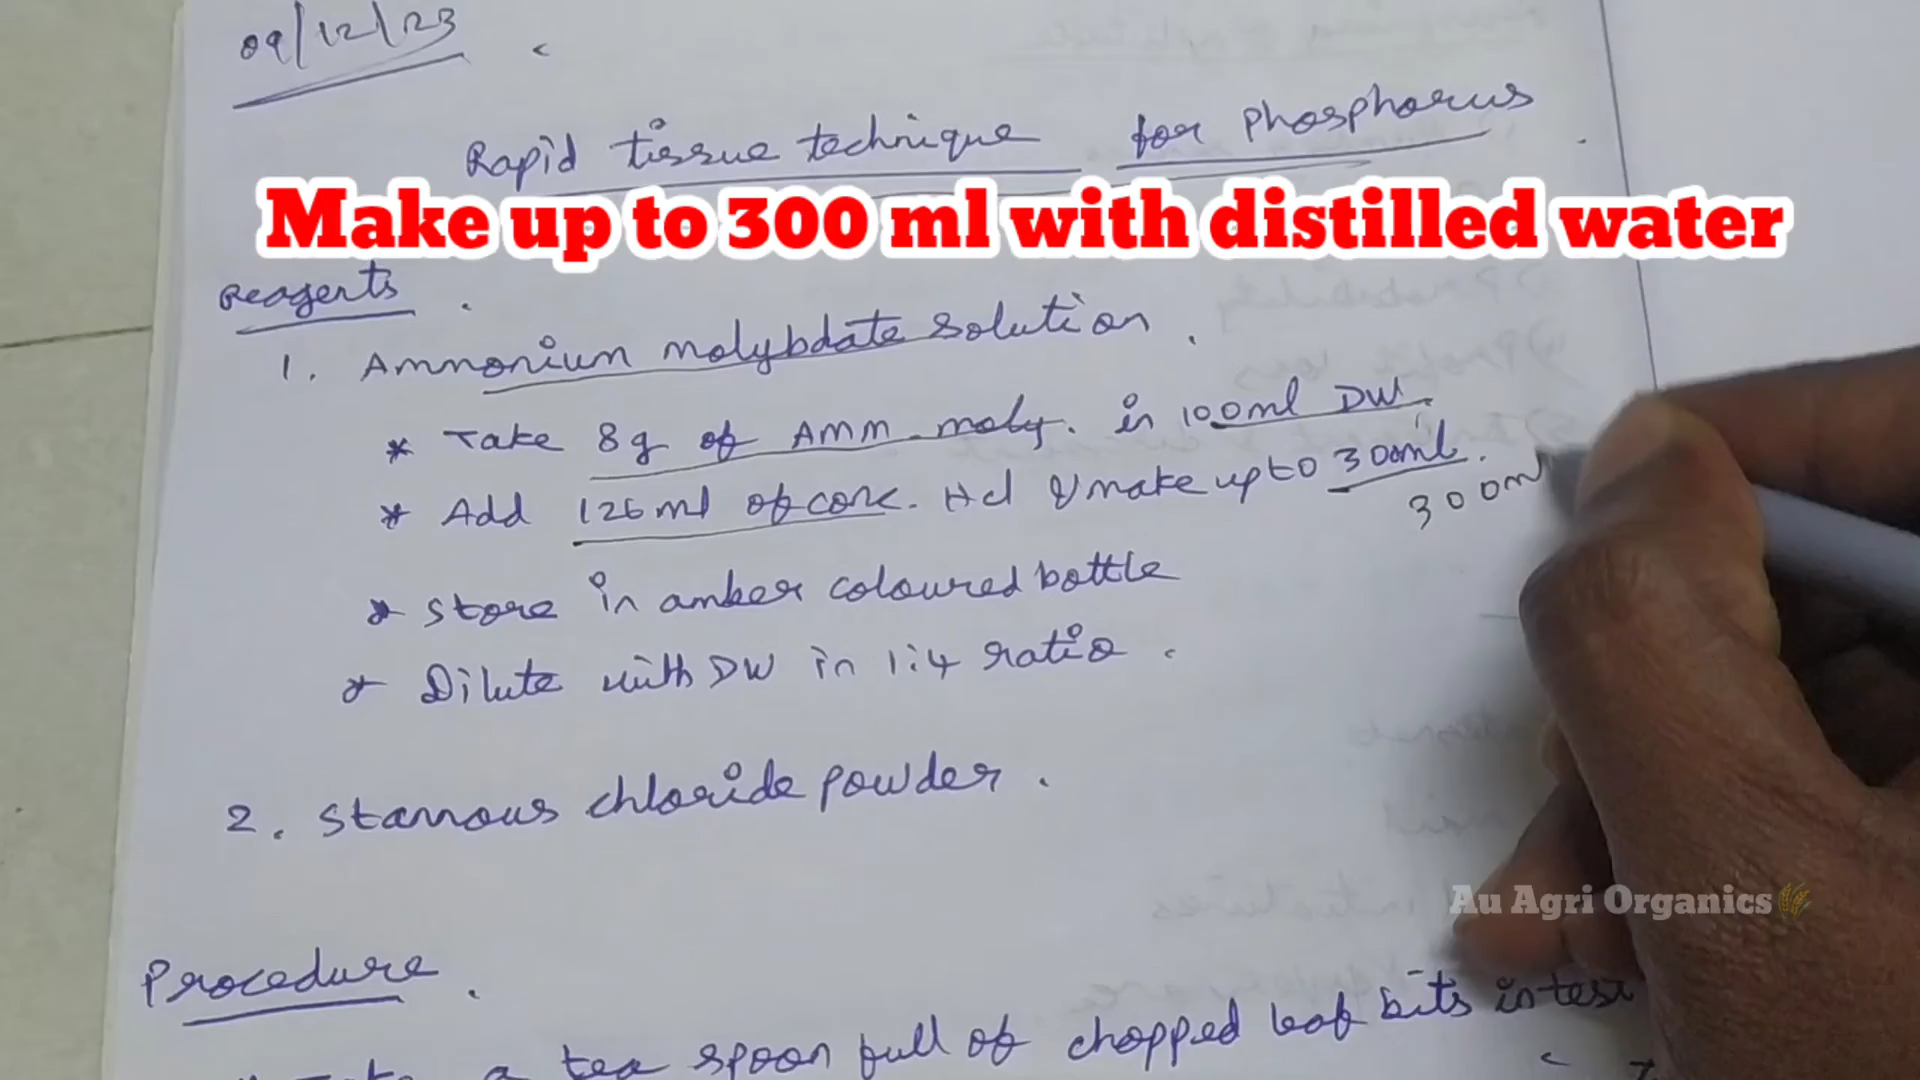 09/12/23
Rapid tissue technique for Phosphorus
Make up to 300 ml with distilled water
Reagents
1. Ammonium molybdate solution.
* Take 8g of Amm. moly. in 100ml DW.
* Add 126ml of conc. Hcl & make up to 300ml.
300ml
* Store in amber coloured bottle
* Dilute with DW in 1:4 ratio.
2. Stannous chloride powder.
Au Agri Organics
Procedure.
a tea spoon full of chopped leaf bits in test